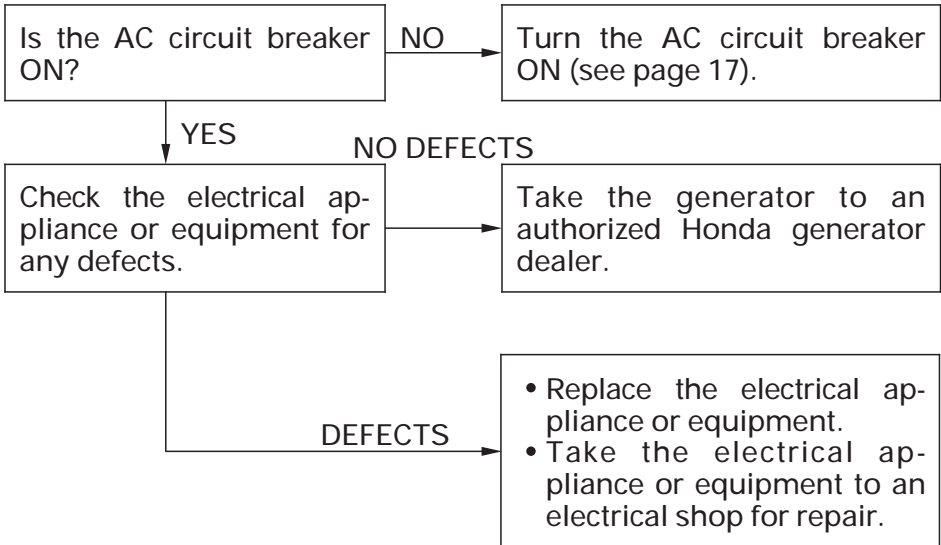 Is the AC circuit breaker
ON?
NO
Turn the AC circuit breaker
ON (see page 17).
YES
NO DEFECTS
Check the electrical ap-
pliance or equipment for
any defects.
Take the generator to an
authorized Honda generator
dealer.
DEFECTS
• Replace the electrical ap-
pliance or equipment.
• Take the electrical ap-
pliance or equipment to an
electrical shop for repair.